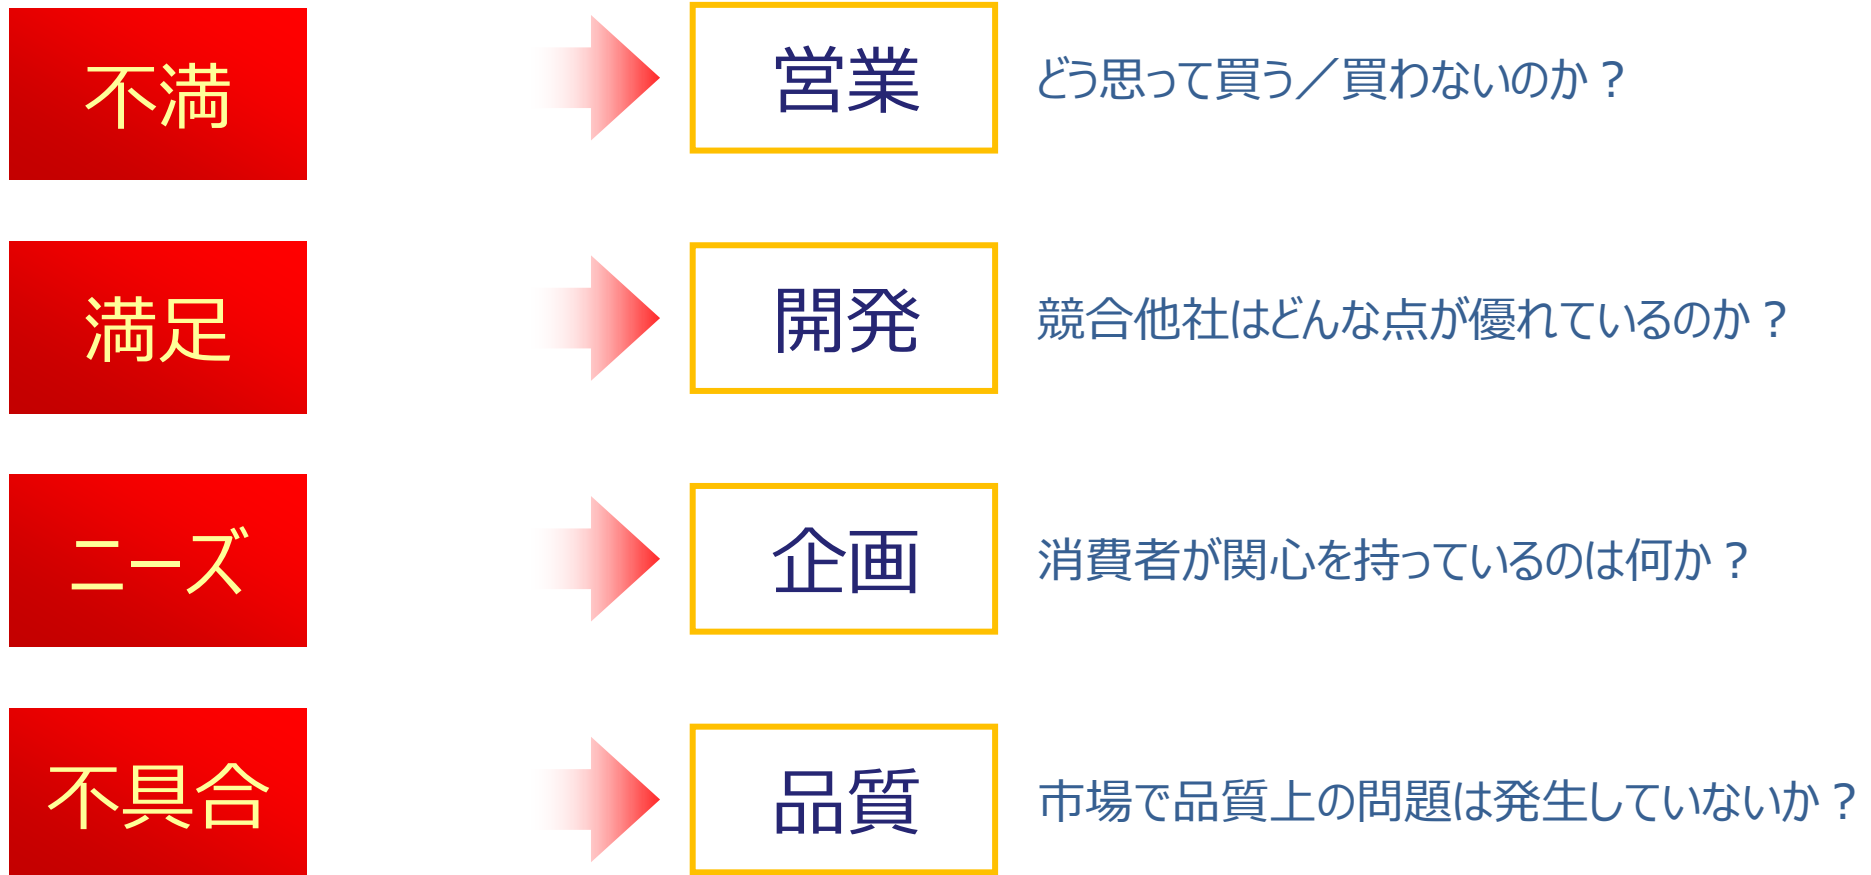 不満
営業
どう思って買う／買わないのか？
満足
開発
競合他社はどんな点が優れているのか？
ニーズ
企画
消費者が関心を持っているのは何か？
不具合
品質
市場で品質上の問題は発生していないか？